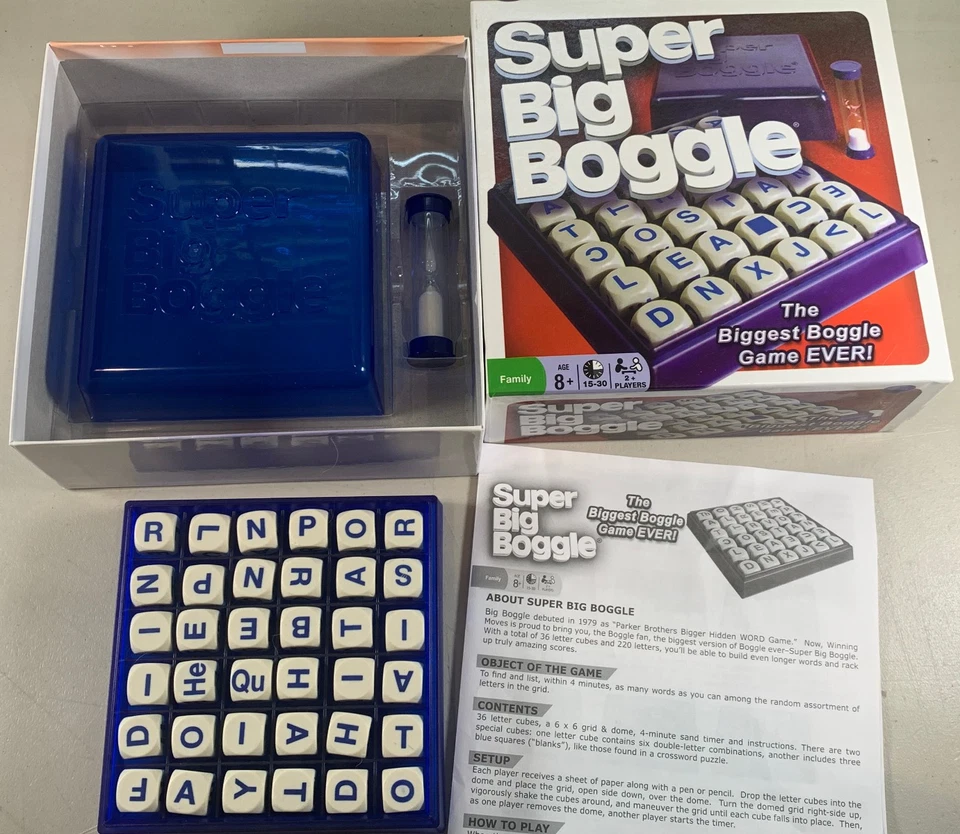 Super
Big
Boggle
Super
Big
Boggle
T O S T A N
C L E A U E
L D N X J V L
The
Biggest Boggle
Game EVER!
Family
AGE
8+
15-30
2+
PLAYERS
Super
Big
Boggle
R L N P O R
N P N R A S
I E E B T I
I He Qu H I A
D O I A H T
F A Y T D O
Super
Big
Boggle
The
Biggest Boggle
Game EVER!
Family
ABOUT SUPER BIG BOGGLE
Big Boggle debuted in 1979 as “Parker Brothers Bigger Hidden WORD Game.” Now, Winning
Moves is proud to bring you, the Boggle fan, the biggest version of Boggle ever–Super Big Boggle.
With a total of 36 letter cubes and 220 letters, you’ll be able to build even longer words and rack
up truly amazing scores.
OBJECT OF THE GAME
To find and list, within 4 minutes, as many words as you can among the random assortment of
letters in the grid.
CONTENTS
36 letter cubes, a 6 x 6 grid & dome, 4-minute sand timer and instructions. There are two
special cubes: one letter cube contains six double-letter combinations, another includes three
blue squares (“blanks”), like those found in a crossword puzzle.
SETUP
Each player receives a sheet of paper along with a pen or pencil. Drop the letter cubes into the
dome and place the grid, open side down, over the dome. Turn the domed grid right-side up,
vigorously shake the cubes around, and maneuver the grid until each cube falls into place. Then,
as one player removes the dome, another player starts the timer.
HOW TO PLAY